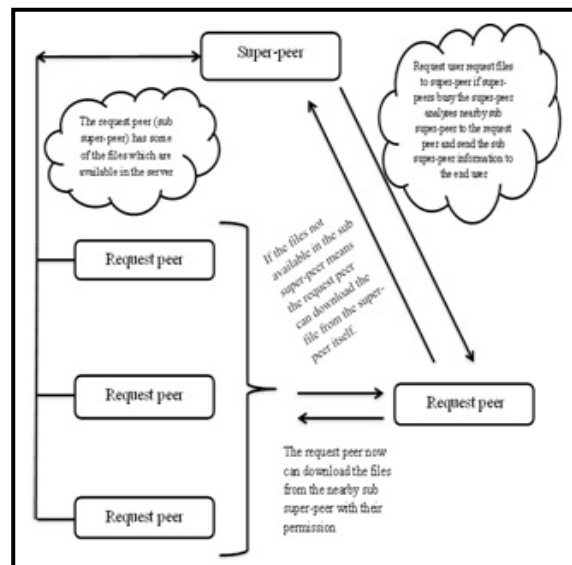 Super-peer
Request user request files
to super-peer if super-
peers busy the super-peer
analyses nearby sub
super-peer to the request
peer and send the sub
super-peer information to
the end user
The request peer (sub
super-peer) has some
of the files which are
available in the server
Request peer
If the files not
available in the sub
super-peer means
the request peer
can download the
file from the super-
peer itself.
Request peer
Request peer
The request peer now
can download the files
from the nearby sub
super-peer with their
permission
Request peer